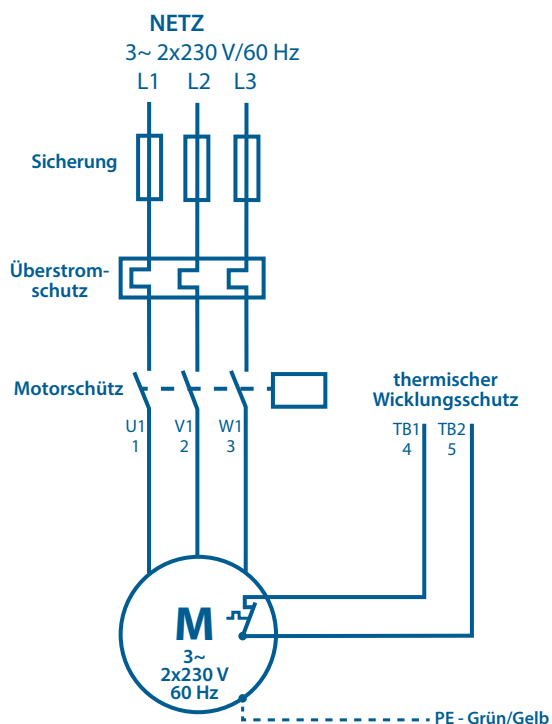 NETZ
3~ 2x230 V/60 Hz
L1 L2 L3
Sicherung
Überstrom-
schutz
Motorschütz
thermischer
Wicklungsschutz
U1 V1 W1
1 2 3
TB1 TB2
4 5
M
3~
2x230 V
60 Hz
PE - Grün/Gelb